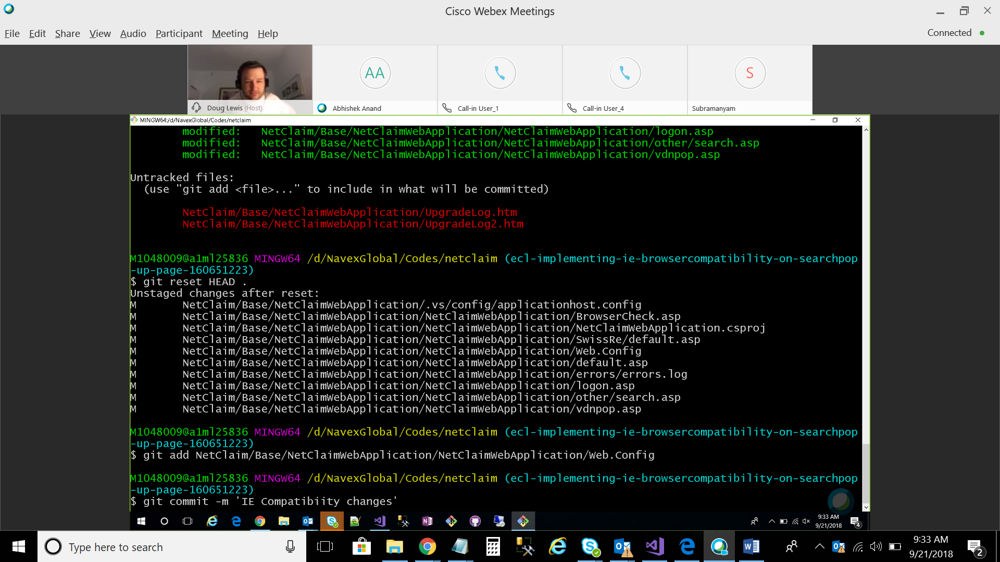 Cisco Webex Meetings
File Edit Share View Audio Participant Meeting Help
Connected
AA
S
Doug Lewis (Host)
Abhishek Anand
Call-in User_1
Call-in User_4
Subramanyam
MINGW64:/d/NavexGlobal/Codes/netclaim
modified: NetClaim/Base/NetClaimWebApplication/NetClaimWebApplication/logon.asp
modified: NetClaim/Base/NetClaimWebApplication/NetClaimWebApplication/other/search.asp
modified: NetClaim/Base/NetClaimWebApplication/NetClaimWebApplication/vdnpop.asp
Untracked files:
(use "git add <file>..." to include in what will be committed)
NetClaim/Base/NetClaimWebApplication/UpgradeLog.htm
NetClaim/Base/NetClaimWebApplication/UpgradeLog2.htm
M1048009@a1ml25836 MINGW64 /d/NavexGlobal/Codes/netclaim (ecl-implementing-ie-browsercompatibility-on-searchpop
-up-page-160651223)
$ git reset HEAD .
Unstaged changes after reset:
M NetClaim/Base/NetClaimWebApplication/.vs/config/applicationhost.config
M NetClaim/Base/NetClaimWebApplication/NetClaimWebApplication/BrowserCheck.asp
M NetClaim/Base/NetClaimWebApplication/NetClaimWebApplication/NetClaimWebApplication.csproj
M NetClaim/Base/NetClaimWebApplication/NetClaimWebApplication/SwissRe/default.asp
M NetClaim/Base/NetClaimWebApplication/NetClaimWebApplication/Web.Config
M NetClaim/Base/NetClaimWebApplication/NetClaimWebApplication/default.asp
M NetClaim/Base/NetClaimWebApplication/NetClaimWebApplication/errors/errors.log
M NetClaim/Base/NetClaimWebApplication/NetClaimWebApplication/logon.asp
M NetClaim/Base/NetClaimWebApplication/NetClaimWebApplication/other/search.asp
M NetClaim/Base/NetClaimWebApplication/NetClaimWebApplication/vdnpop.asp
M1048009@a1ml25836 MINGW64 /d/NavexGlobal/Codes/netclaim (ecl-implementing-ie-browsercompatibility-on-searchpop
-up-page-160651223)
$ git add NetClaim/Base/NetClaimWebApplication/NetClaimWebApplication/Web.Config
M1048009@a1ml25836 MINGW64 /d/NavexGlobal/Codes/netclaim (ecl-implementing-ie-browsercompatibility-on-searchpop
-up-page-160651223)
$ git commit -m 'IE Compatibiity changes'
9:33 AM
9/21/2018
4
Type here to search
9:33 AM
9/21/2018
2